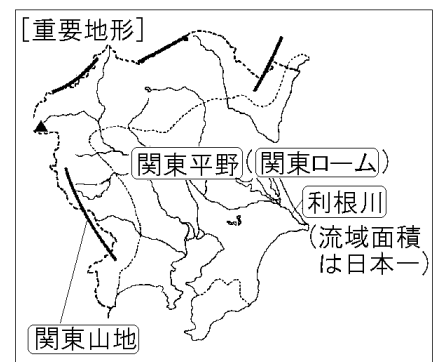 [重要地形]
関東平野(関東ローム)
利根川
(流域面積
は日本一)
関東山地